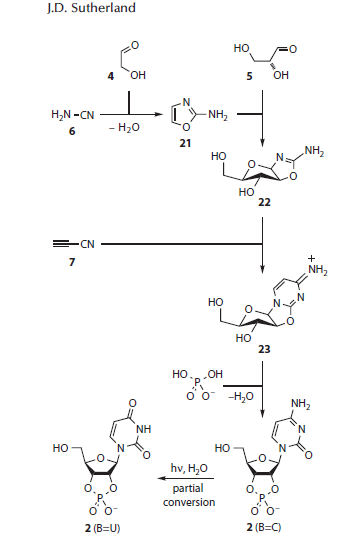 J.D. Sutherland
O
4 OH
HO O
5 OH
H₂N-CN
6
- H₂O
N
O
-NH₂
21
HO
O
N
NH₂
O
HO
22
CN
7
+
NH₂
HO
O
N N
O
HO
23
HO OH
P
O O⁻
-H₂O
O
NH
N O
HO
O
O O
P
O O⁻
2 (B=U)
hν, H₂O
partial
conversion
NH₂
N
N O
HO
O
O O
P
O O⁻
2 (B=C)